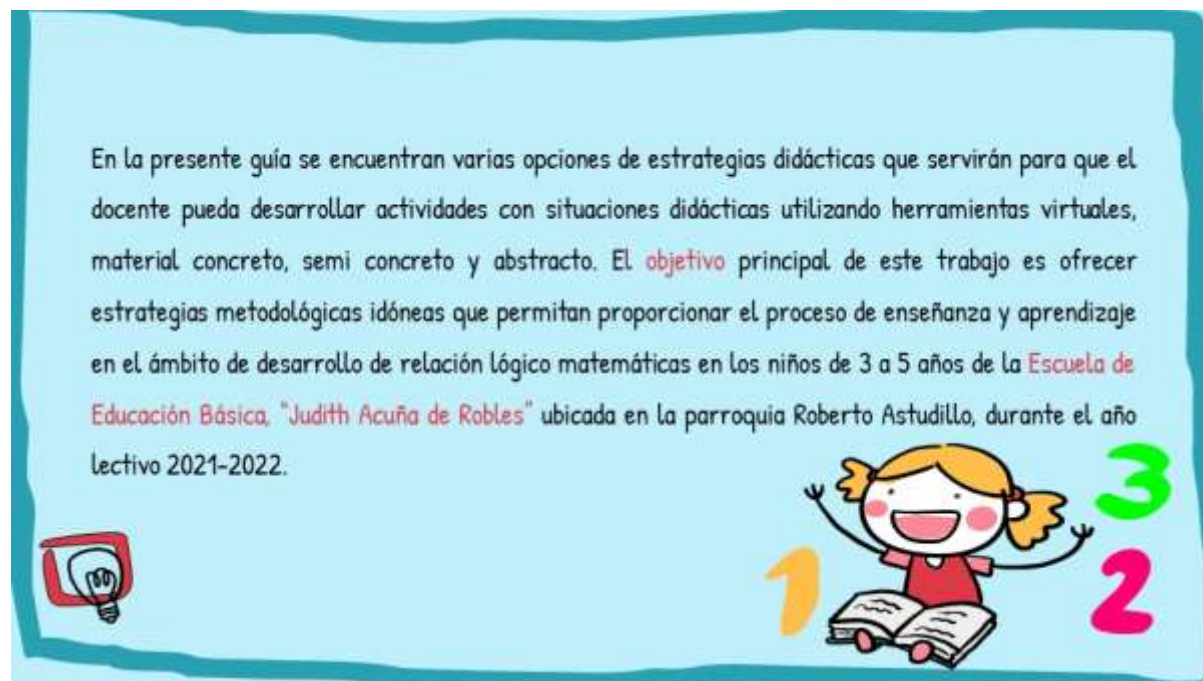 En la presente guía se encuentran varias opciones de estrategias didácticas que servirán para que el
docente pueda desarrollar actividades con situaciones didácticas utilizando herramientas virtuales,
material concreto, semi concreto y abstracto. El objetivo principal de este trabajo es ofrecer
estrategias metodológicas idóneas que permitan proporcionar el proceso de enseñanza y aprendizaje
en el ámbito de desarrollo de relación lógico matemáticas en los niños de 3 a 5 años de la Escuela de
Educación Básica, "Judith Acuña de Robles" ubicada en la parroquia Roberto Astudillo, durante el año
lectivo 2021-2022.
3
1
2